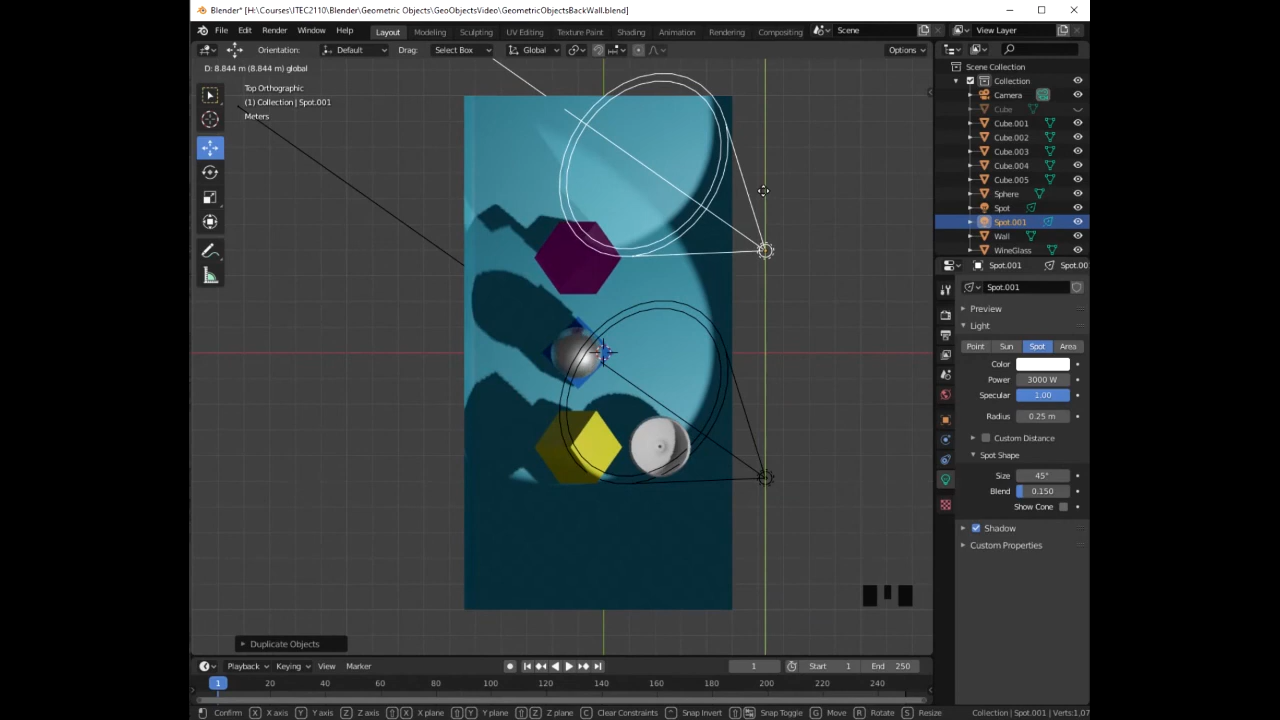 Blender* [H:\Courses\ITEC2110\Blender\Geometric Objects\GeoObjectsVideo\GeometricObjectsBackWall.blend]
File Edit Render Window Help Layout Modeling Sculpting UV Editing Texture Paint Shading Animation Rendering Compositing Scene View Layer
Orientation: Default Drag: Select Box Global Options
D: 8.844 m (8.844 m) global
Top Orthographic
(1) Collection | Spot.001
Meters
Scene Collection
Collection
Camera
Cube
Cube.001
Cube.002
Cube.003
Cube.004
Cube.005
Sphere
Spot
Spot.001
Wall
WineGlass
Spot.001 Spot.00
Spot.001
Preview
Light
Point Sun Spot Area
Color
Power 3000 W
Specular 1.00
Radius 0.25 m
Custom Distance
Spot Shape
Size 45°
Blend 0.150
Show Cone
Shadow
Custom Properties
Duplicate Objects
Playback Keying View Marker 1 Start 1 End 250
1 20 40 60 80 100 120 140 160 180 200 220 240
Confirm X X axis Y Y axis Z Z axis X X plane Y Y plane Z Z plane C Clear Constraints Snap Invert Snap Toggle G Move R Rotate S Resize Collection | Spot.001 | Verts:1,07